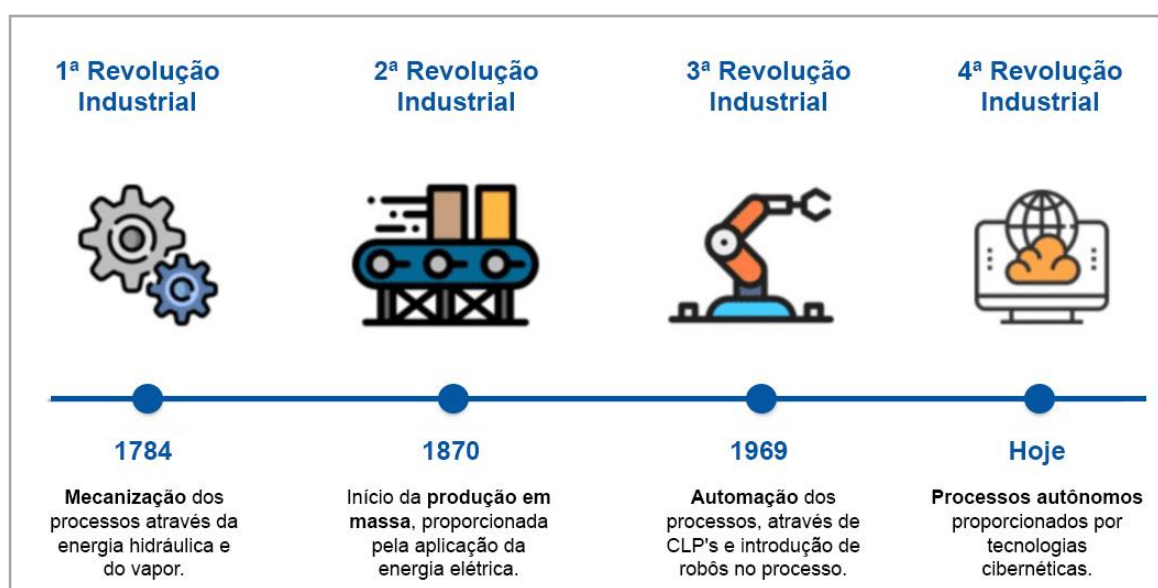 1ª Revolução
Industrial
2ª Revolução
Industrial
3ª Revolução
Industrial
4ª Revolução
Industrial
1784
Mecanização dos
processos através da
energia hidráulica e
do vapor.
1870
Início da produção em
massa, proporcionada
pela aplicação da
energia elétrica.
1969
Automação dos
processos, através de
CLP's e introdução de
robôs no processo.
Hoje
Processos autônomos
proporcionados por
tecnologias
cibernéticas.